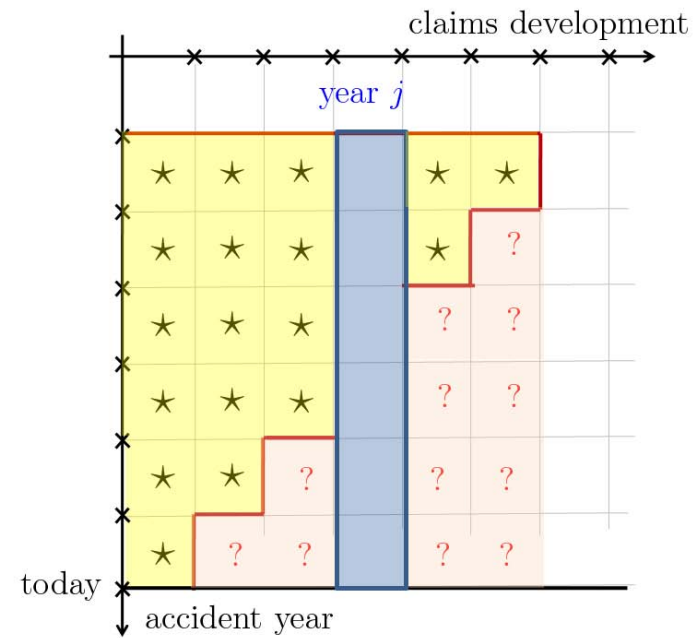 claims development
year j
★ ★ ★ ★ ★
★ ★ ★ ★ ?
★ ★ ★ ? ?
★ ★ ★ ? ?
★ ★ ? ? ?
★ ? ? ? ?
today
accident year